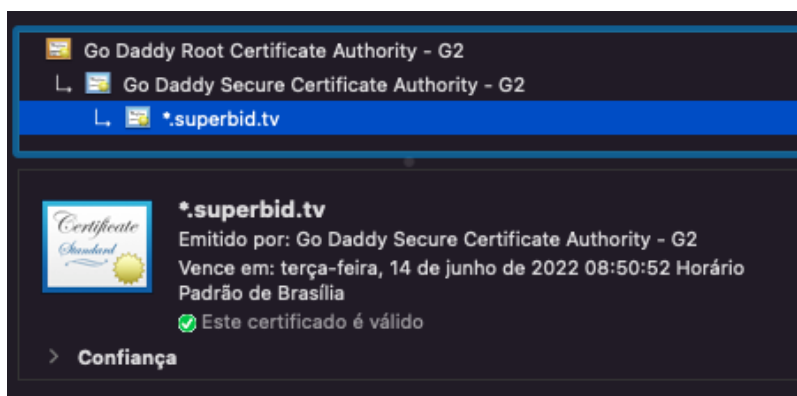 Go Daddy Root Certificate Authority - G2
Go Daddy Secure Certificate Authority - G2
*.superbid.tv
Certificate
Standard
*.superbid.tv
Emitido por: Go Daddy Secure Certificate Authority - G2
Vence em: terça-feira, 14 de junho de 2022 08:50:52 Horário
Padrão de Brasília
Este certificado é válido
Confiança